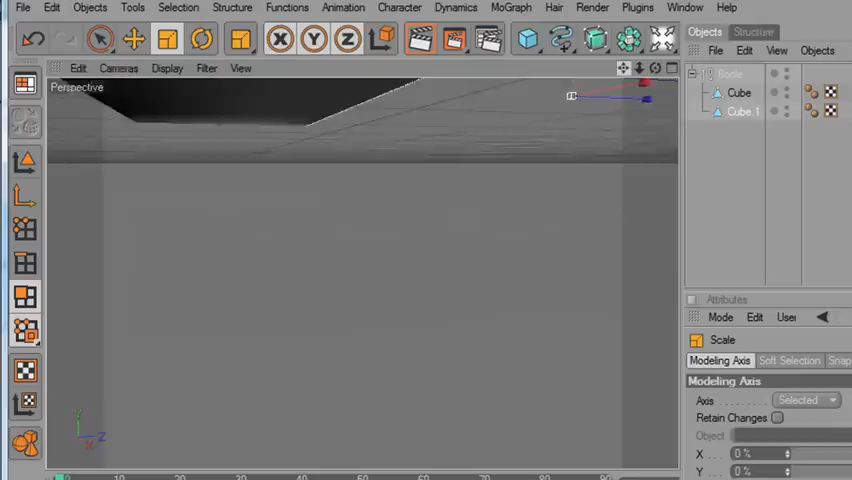 File Edit Objects Tools Selection Structure Functions Animation Character Dynamics MoGraph Hair Render Plugins Window Help
X Y Z
Objects Structure
File Edit View Objects
Edit Cameras Display Filter View
Perspective
Boole
Cube
Cube.1
Attributes
Mode Edit User
Scale
Modeling Axis Soft Selection Snap
Modeling Axis
Axis Selected
Retain Changes
Object
X 0 %
Y 0 %
Y
X Z
0 10 20 30 40 50 60 70 80 90